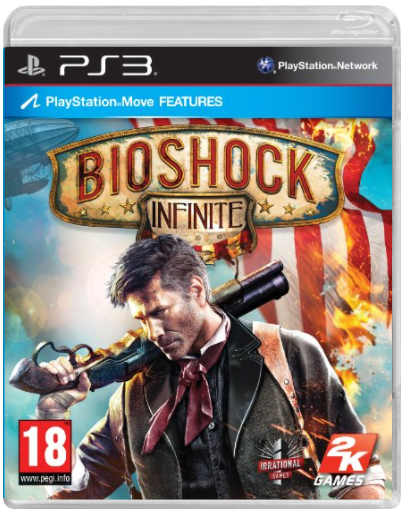 Blu-ray Disc
PS3
PlayStation®Network
PlayStation®Move FEATURES
BIOSHOCK
INFINITE
18
www.pegi.info
IRRATIONAL
GAMES
2K
GAMES